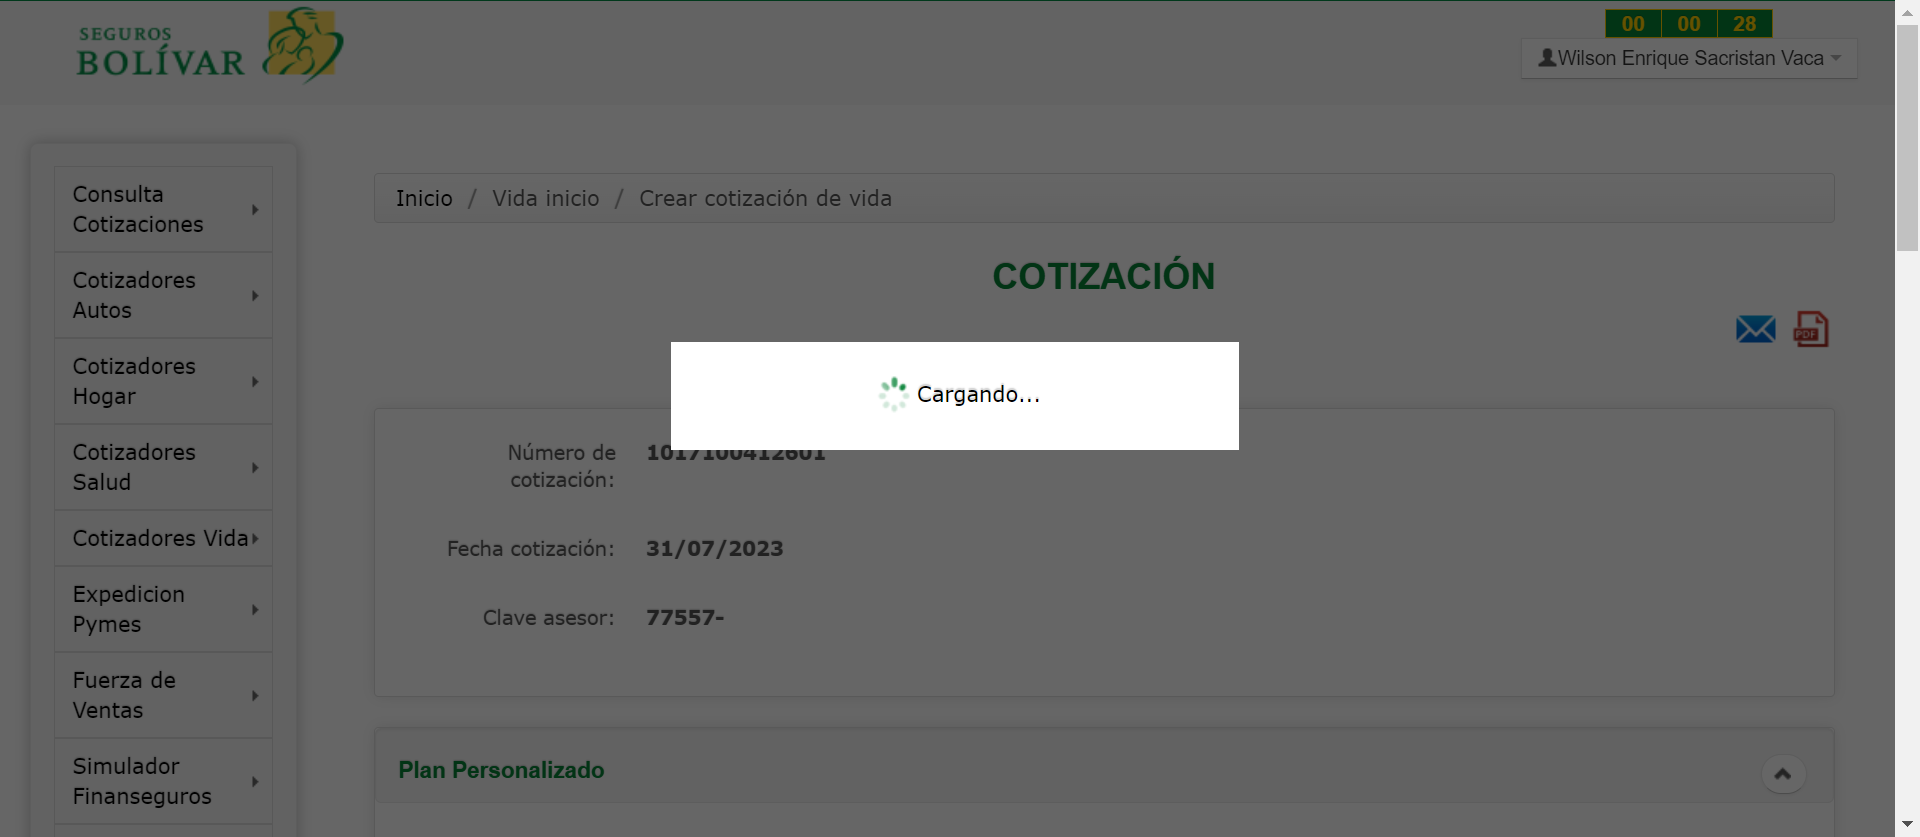 SEGUROS
BOLÍVAR
00 00 28
Wilson Enrique Sacristan Vaca
Consulta
Cotizaciones
Cotizadores
Autos
Cotizadores
Hogar
Cotizadores
Salud
Cotizadores Vida
Expedicion
Pymes
Fuerza de
Ventas
Simulador
Finanseguros
Inicio / Vida inicio / Crear cotización de vida
COTIZACIÓN
PDF
Cargando...
Número de
cotización:
1017100412601
Fecha cotización: 31/07/2023
Clave asesor: 77557-
Plan Personalizado